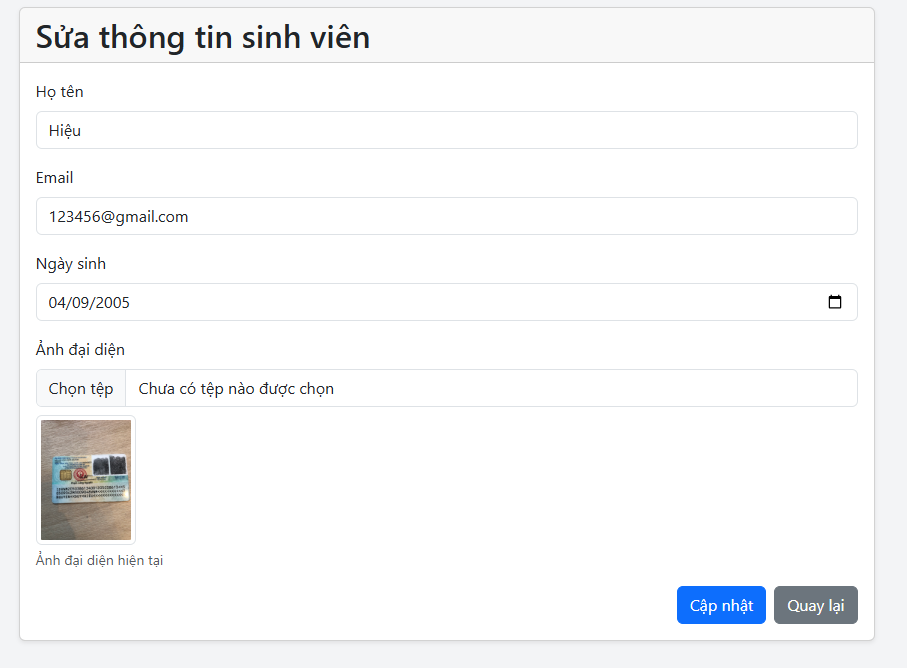 Sửa thông tin sinh viên
Họ tên
Hiệu
Email
123456@gmail.com
Ngày sinh
04/09/2005
Ảnh đại diện
Chọn tệp Chưa có tệp nào được chọn
Ảnh đại diện hiện tại
Cập nhật Quay lại